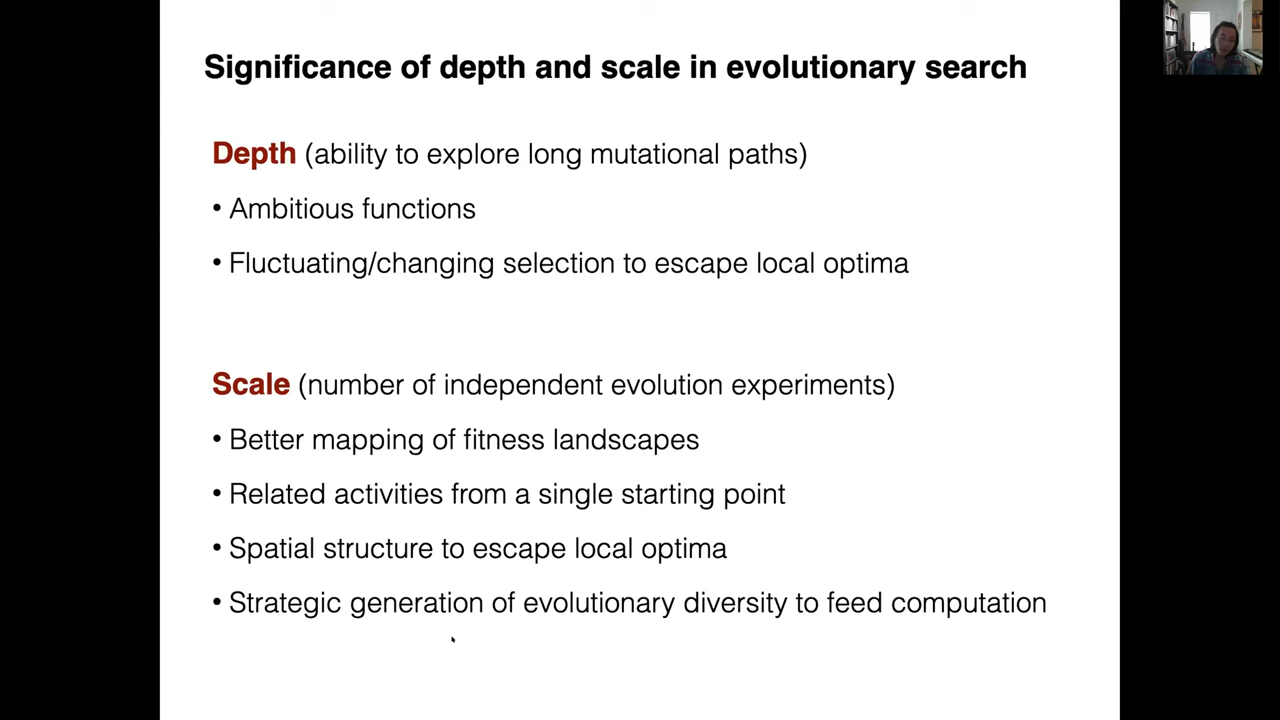 Significance of depth and scale in evolutionary search
Depth (ability to explore long mutational paths)
• Ambitious functions
• Fluctuating/changing selection to escape local optima
Scale (number of independent evolution experiments)
• Better mapping of fitness landscapes
• Related activities from a single starting point
• Spatial structure to escape local optima
• Strategic generation of evolutionary diversity to feed computation